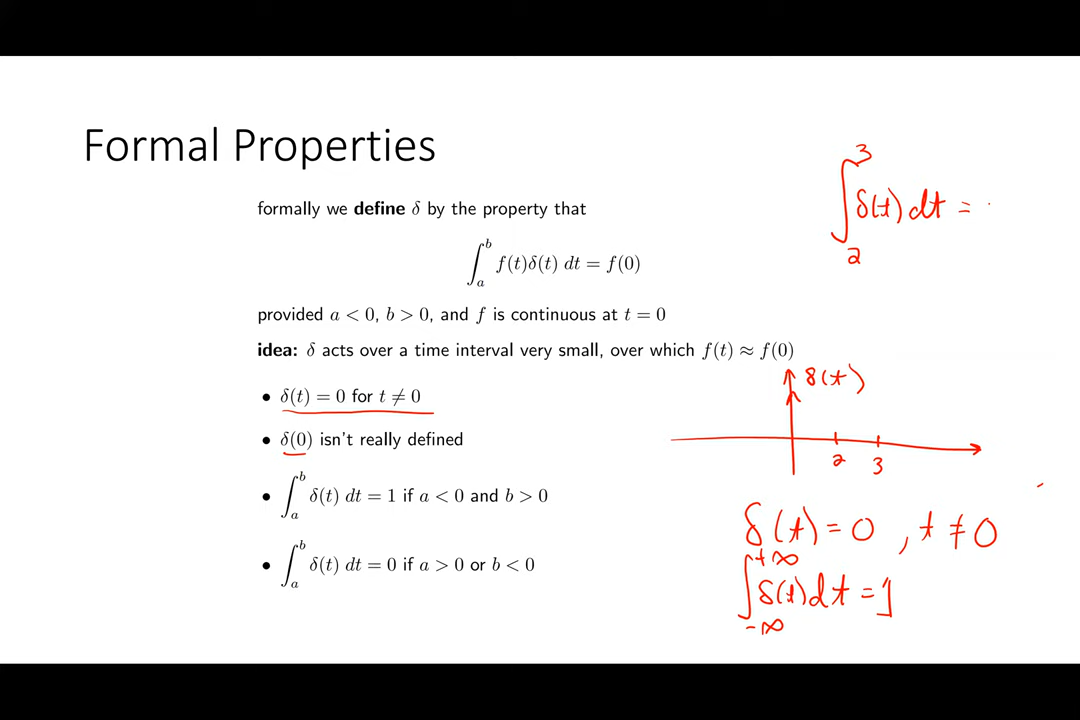 Formal Properties
formally we define δ by the property that
∫_a^b f(t)δ(t) dt = f(0)
provided a < 0, b > 0, and f is continuous at t = 0
idea: δ acts over a time interval very small, over which f(t) ≈ f(0)
• δ(t) = 0 for t ≠ 0
• δ(0) isn't really defined
• ∫_a^b δ(t) dt = 1 if a < 0 and b > 0
• ∫_a^b δ(t) dt = 0 if a > 0 or b < 0
∫_2^3 δ(t) dt =
δ(t)
2 3
δ(t) = 0 , t ≠ 0
∫_{-∞}^{+∞} δ(t) dt = 1